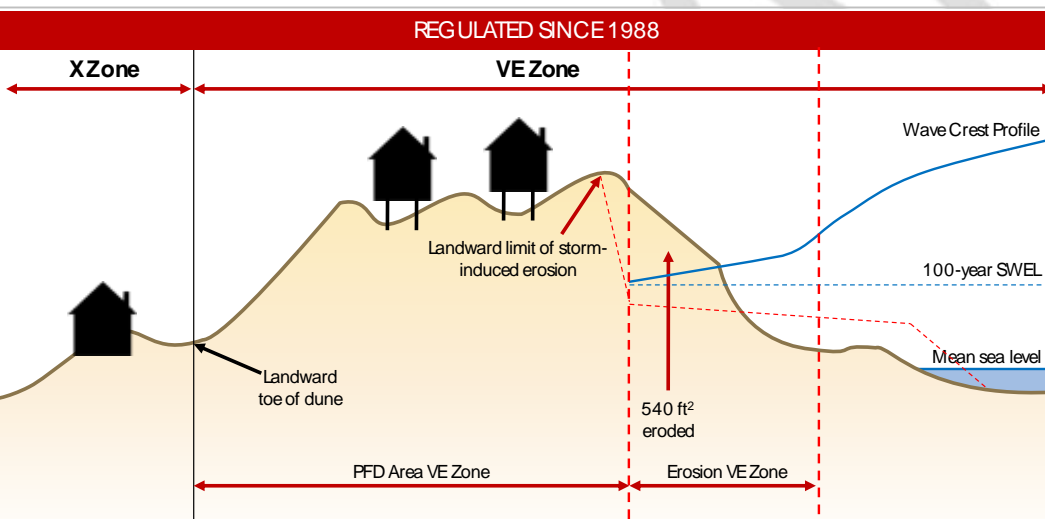 REGULATED SINCE 1988
X Zone
VE Zone
Wave Crest Profile
Landward limit of storm-
induced erosion
100-year SWEL
Mean sea level
Landward
toe of dune
540 ft²
eroded
PFD Area VE Zone
Erosion VE Zone